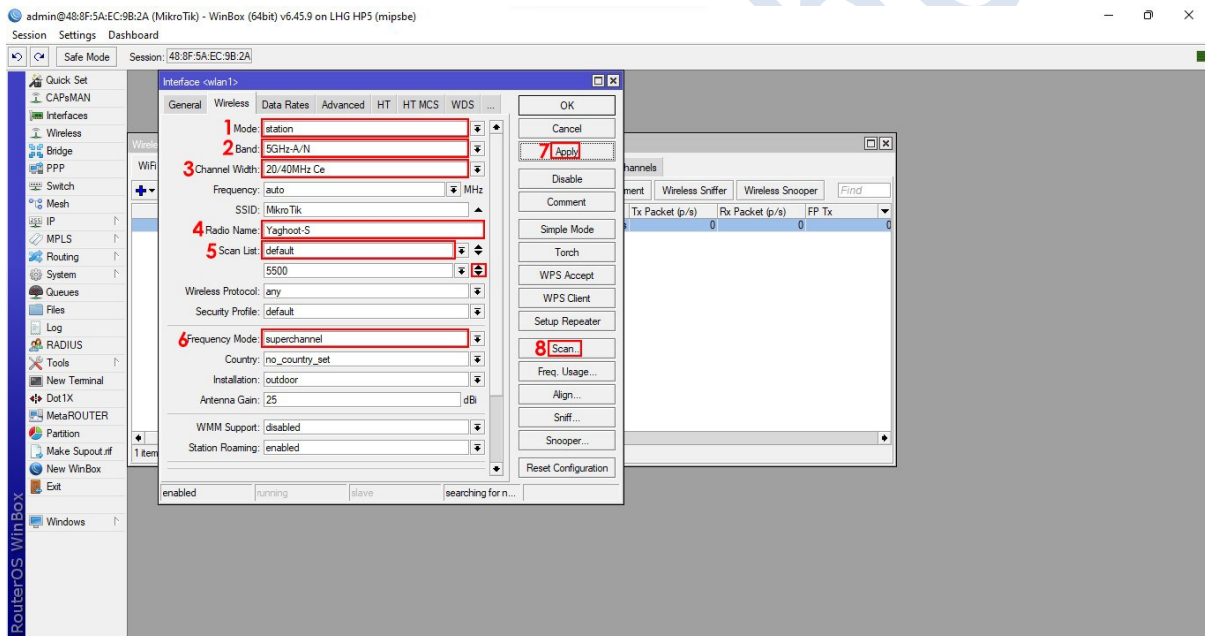 admin@48:8F:5A:EC:9B:2A (MikroTik) - WinBox (64bit) v6.45.9 on LHG HP5 (mipsbe)
Session Settings Dashboard
Safe Mode Session: 48:8F:5A:EC:9B:2A
Quick Set
CAPsMAN
Interfaces
Wireless
Bridge
PPP
Switch
Mesh
IP
MPLS
Routing
System
Queues
Files
Log
RADIUS
Tools
New Terminal
Dot1X
MetaROUTER
Partition
Make Supout.rif
New WinBox
Exit
Windows
RouterOS WinBox
Interface <wlan1>
General Wireless Data Rates Advanced HT HT MCS WDS ...
1 Mode: station
2 Band: 5GHz-A/N
3 Channel Width: 20/40MHz Ce
Frequency: auto MHz
SSID: MikroTik
4 Radio Name: Yaghoot-S
5 Scan List: default
5500
Wireless Protocol: any
Security Profile: default
6 Frequency Mode: superchannel
Country: no_country_set
Installation: outdoor
Antenna Gain: 25 dBi
WMM Support: disabled
Station Roaming: enabled
enabled running slave searching for n...
OK
Cancel
7 Apply
Disable
Comment
Simple Mode
Torch
WPS Accept
WPS Client
Setup Repeater
8 Scan...
Freq. Usage...
Align...
Sniff...
Snooper...
Reset Configuration
Wirele
WiFi
hannels
ment Wireless Sniffer Wireless Snooper Find
Tx Packet (p/s) Rx Packet (p/s) FP Tx
s 0 0 0
1 item